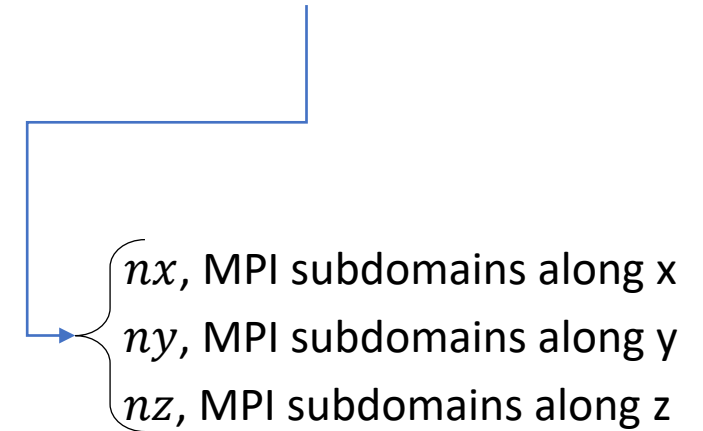 nx, MPI subdomains along x
ny, MPI subdomains along y
nz, MPI subdomains along z